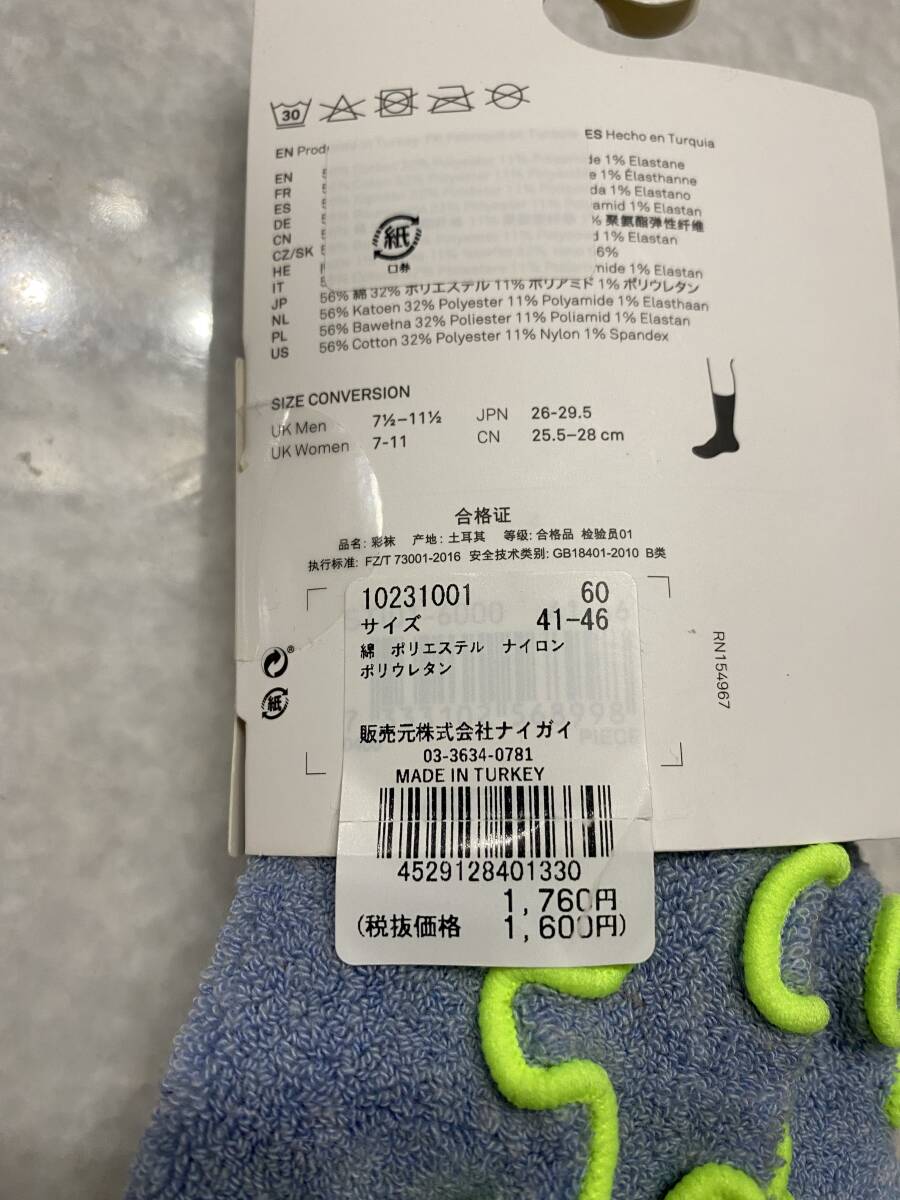 30
EN Prod ES Hecho en Turquia
EN de 1% Elastane
FR 1% Élasthanne
ES da 1% Elastano
DE amid 1% Elastan
CN % 聚氨酯弹性纤维
CZ/SK 1% Elastan
HE 6%
IT mide 1% Elastan
JP 56% 綿 32% ポリエステル 11% ポリアミド 1% ポリウレタン
NL 56% Katoen 32% Polyester 11% Polyamide 1% Elasthaan
PL 56% Bawełna 32% Poliester 11% Poliamid 1% Elastan
US 56% Cotton 32% Polyester 11% Nylon 1% Spandex
紙
口巻
SIZE CONVERSION
UK Men 7½–11½ JPN 26-29.5
UK Women 7-11 CN 25.5–28 cm
合格证
品名: 彩袜 产地: 土耳其 等级: 合格品 检验员01
执行标准: FZ/T 73001-2016 安全技术类别: GB18401-2010 B类
10231001 60
サイズ 41-46
綿 ポリエステル ナイロン
ポリウレタン
販売元株式会社ナイガイ
03-3634-0781
MADE IN TURKEY
4529128401330
1,760円
(税抜価格 1,600円)
紙
RN154967
PIECE